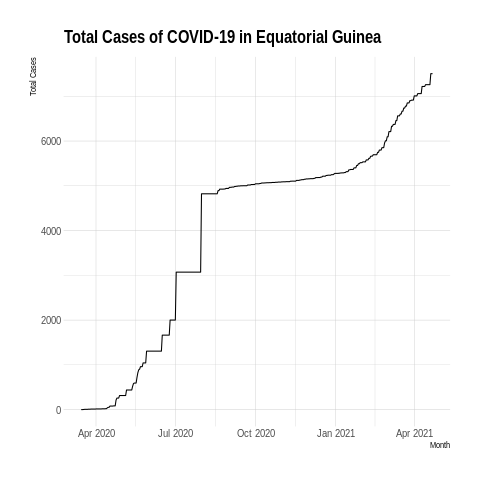 Total Cases of COVID-19 in Equatorial Guinea
Total Cases
6000
4000
2000
0
Apr 2020 Jul 2020 Oct 2020 Jan 2021 Apr 2021
Month